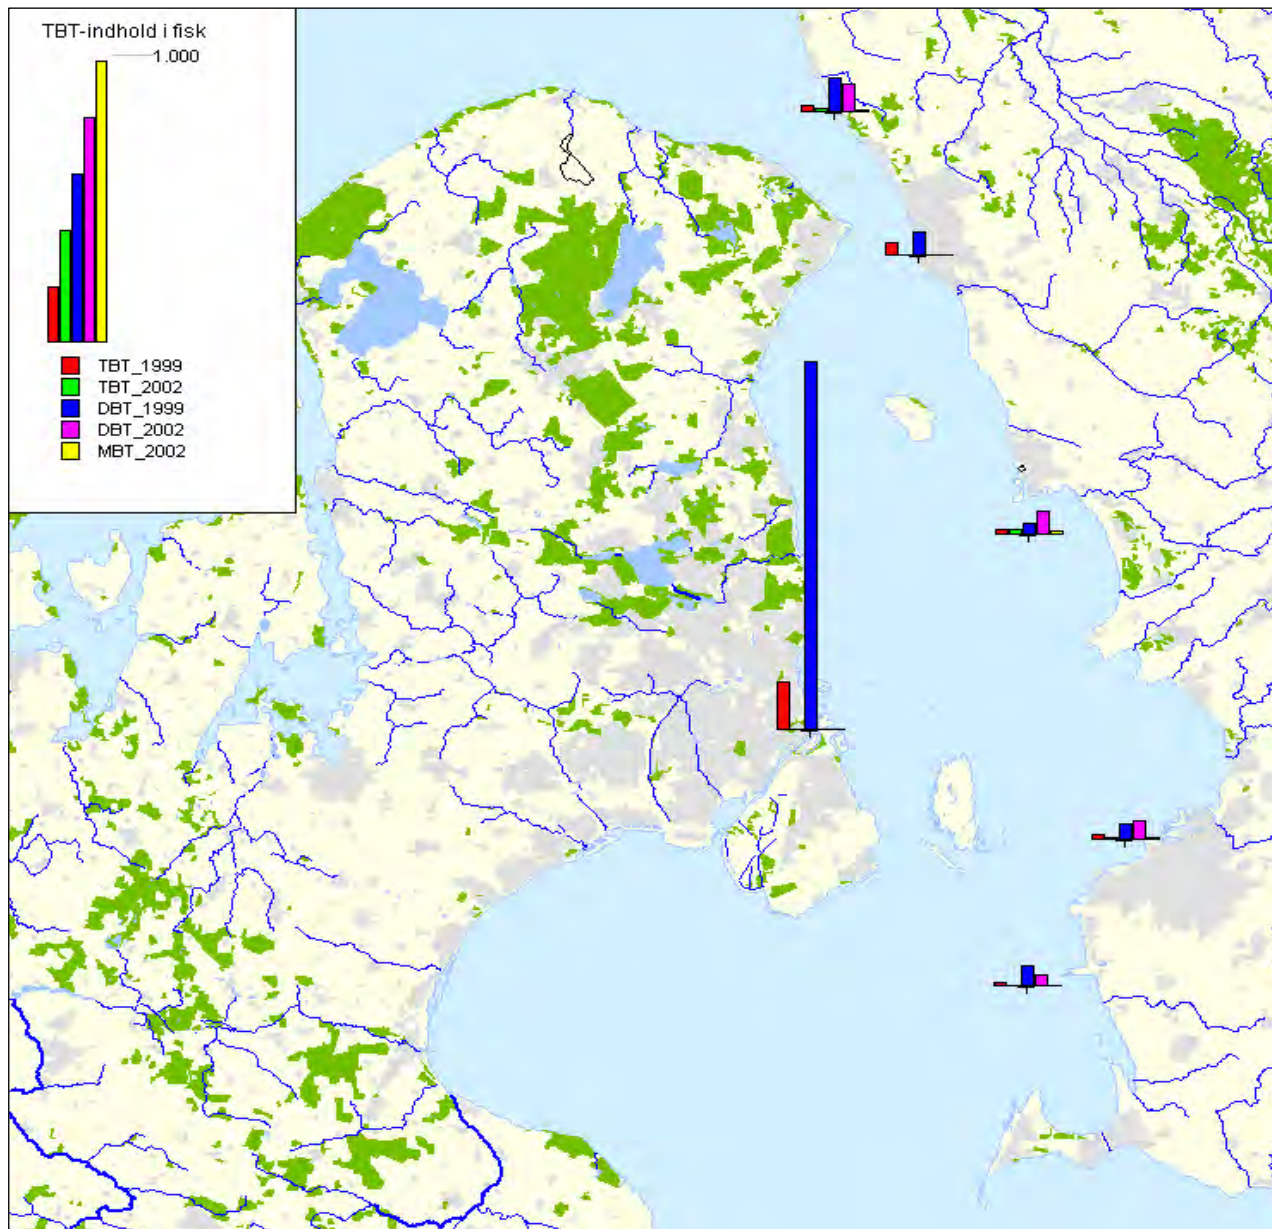 TBT-indhold i fisk
1.000
TBT_1999
TBT_2002
DBT_1999
DBT_2002
MBT_2002